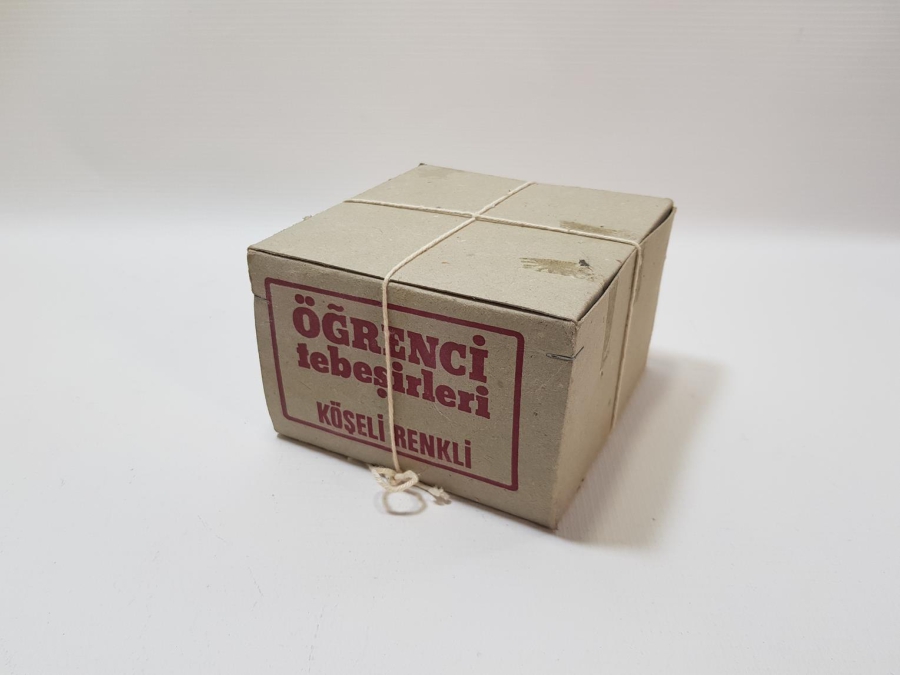 ÖĞRENCİ
tebeşirleri
KÖŞELİ RENKLİ